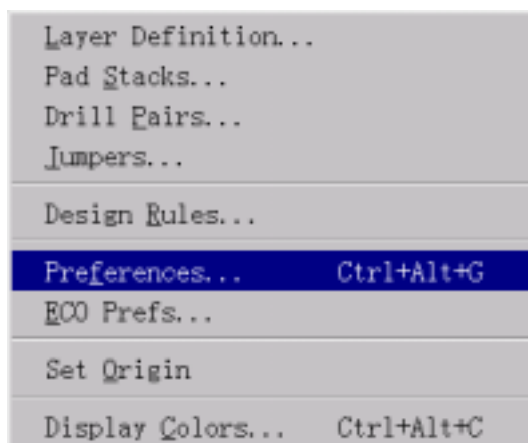 Layer Definition...
Pad Stacks...
Drill Pairs...
Jumpers...
Design Rules...
Preferences... Ctrl+Alt+G
ECO Prefs...
Set Origin
Display Colors... Ctrl+Alt+C